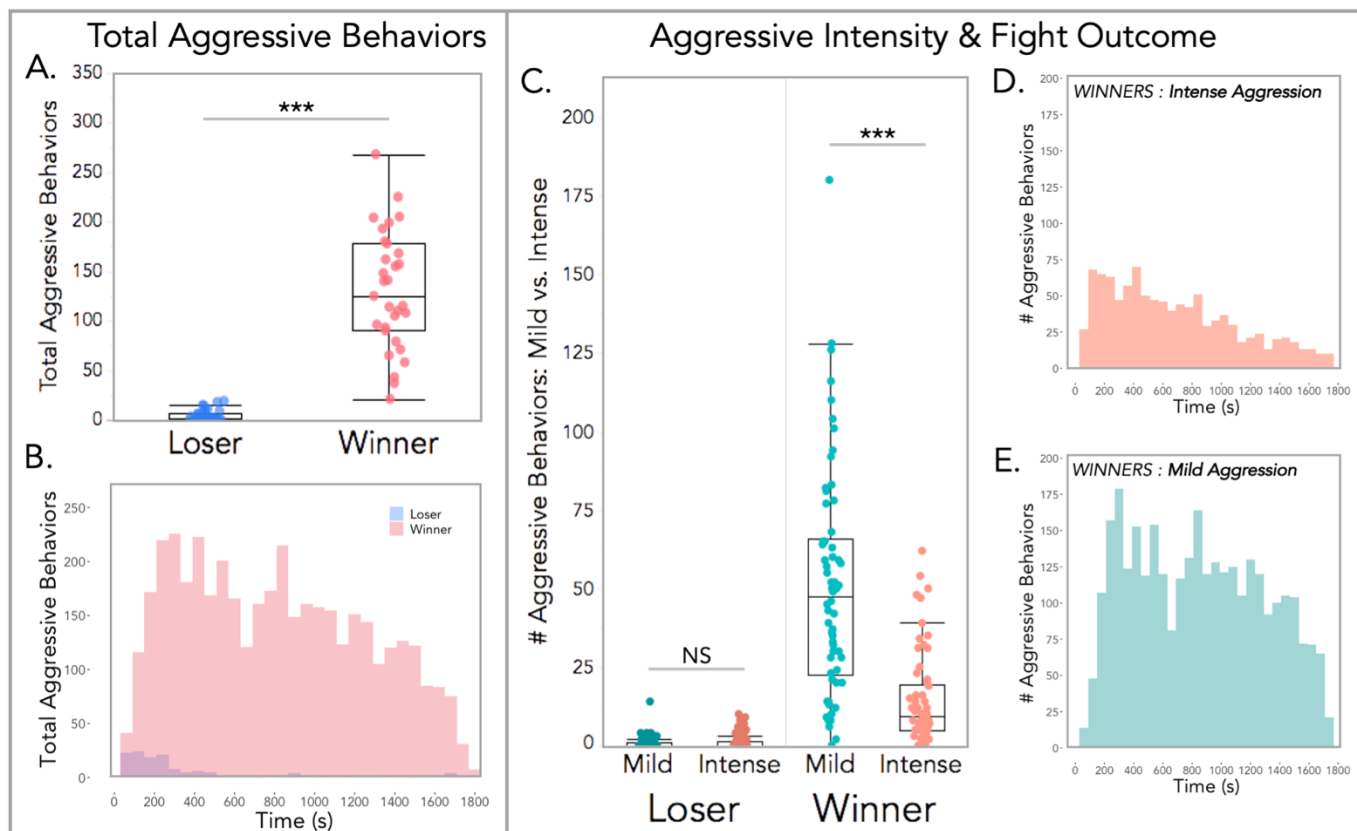 Total Aggressive Behaviors
Aggressive Intensity & Fight Outcome
A.
Total Aggressive Behaviors
350
300
250
200
150
100
50
0
***
Loser
Winner
B.
Total Aggressive Behaviors
250
200
150
100
50
0
Loser
Winner
0 200 400 600 800 1000 1200 1400 1600 1800
Time (s)
C.
# Aggressive Behaviors: Mild vs. Intense
200
175
150
125
100
75
50
25
0
NS
***
Mild Intense Mild Intense
Loser Winner
D.
WINNERS : Intense Aggression
# Aggressive Behaviors
200
175
150
125
100
75
50
25
0
0 200 400 600 800 1000 1200 1400 1600 1800
Time (s)
E.
WINNERS : Mild Aggression
# Aggressive Behaviors
200
175
150
125
100
75
50
25
0
0 200 400 600 800 1000 1200 1400 1600 1800
Time (s)